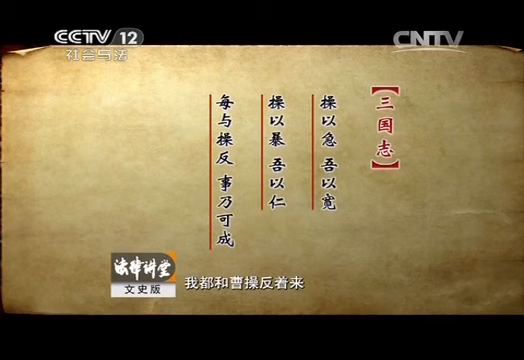 CCTV 12
社会与法
CNTV
【三国志】
操以急 吾以宽
操以暴 吾以仁
每与操反 事乃可成
法律讲堂
文史版
我都和曹操反着来